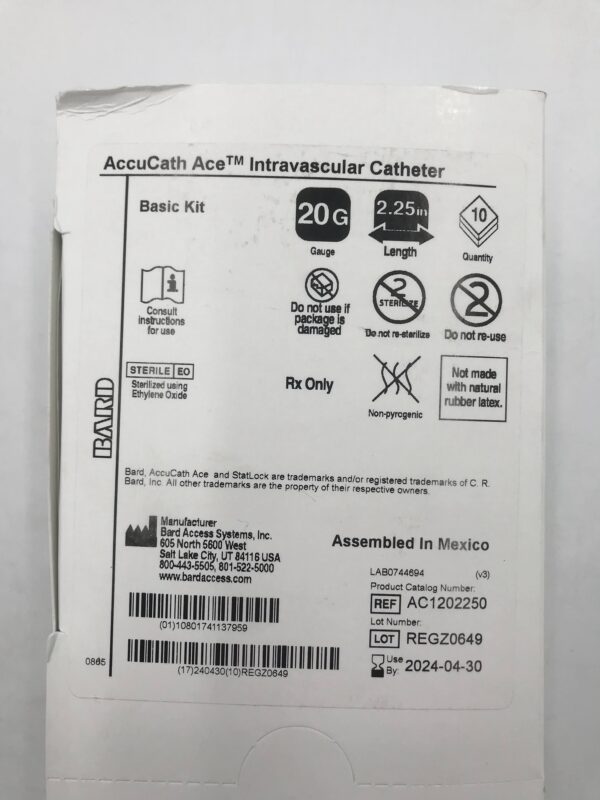 AccuCath Ace™ Intravascular Catheter
Basic Kit
20G
Gauge
2.25in
Length
10
Quantity
Consult
instructions
for use
Do not use if
package is
damaged
2
STERILIZE
Do not re-sterilize
2
Do not re-use
STERILE EO
Sterilized using
Ethylene Oxide
Rx Only
Non-pyrogenic
Not made
with natural
rubber latex.
BARD
Bard, AccuCath Ace and StatLock are trademarks and/or registered trademarks of C. R.
Bard, Inc. All other trademarks are the property of their respective owners.
Manufacturer
Bard Access Systems, Inc.
605 North 5600 West
Salt Lake City, UT 84116 USA
800-443-5505, 801-522-5000
www.bardaccess.com
Assembled In Mexico
LAB0744694 (v3)
Product Catalog Number:
REF AC1202250
Lot Number:
LOT REGZ0649
Use
By: 2024-04-30
(01)10801741137959
(17)240430(10)REGZ0649
0865